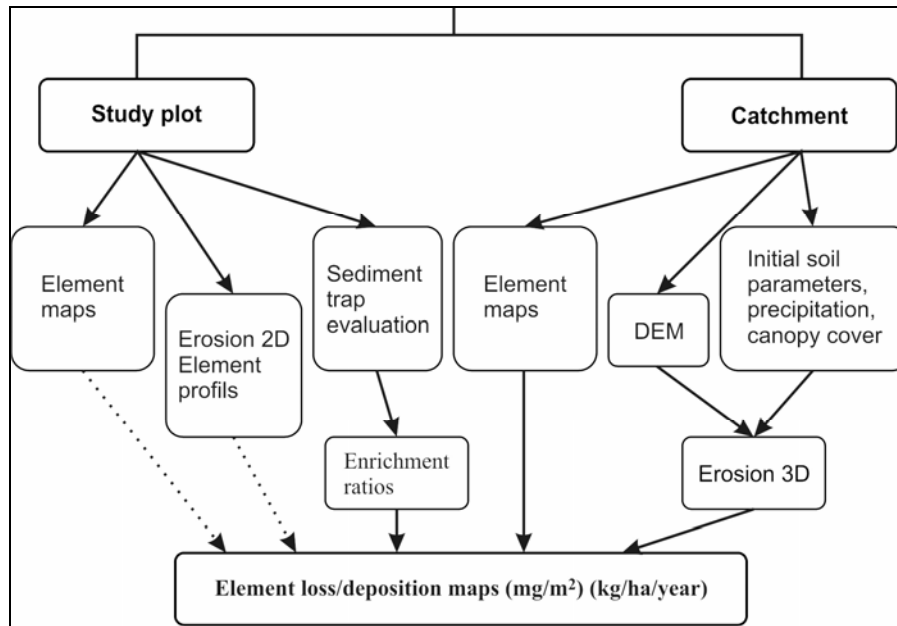 Study plot
Catchment
Element
maps
Erosion 2D
Element
profils
Sediment
trap
evaluation
Element
maps
DEM
Initial soil
parameters,
precipitation,
canopy cover
Enrichment
ratios
Erosion 3D
Element loss/deposition maps (mg/m²) (kg/ha/year)